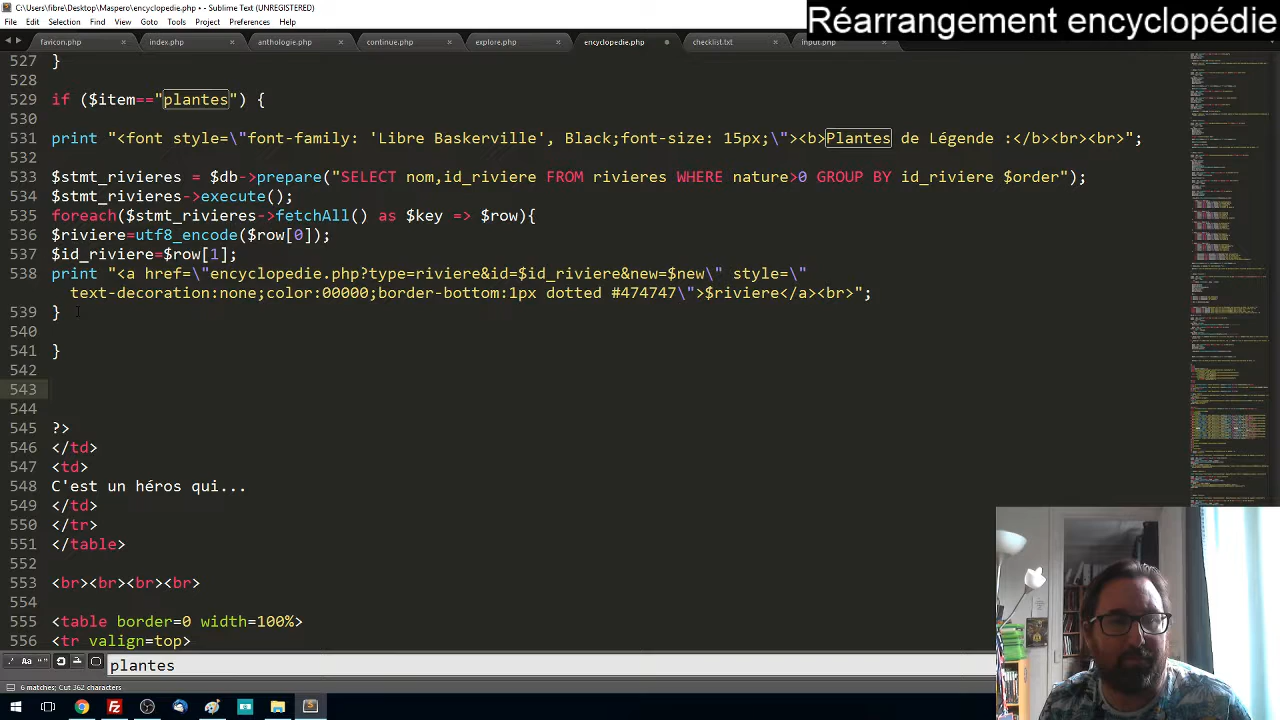 C:\Users\fibre\Desktop\Maspero\encyclopedie.php • - Sublime Text (UNREGISTERED)
Réarrangement encyclopédie
File Edit Selection Find View Goto Tools Project Preferences Help
favicon.php × index.php × anthologie.php × continue.php × explore.php × encyclopedie.php • checklist.txt × input.php ×
527 }
528
529 if ($item=="plantes") {
530
531 print "<font style=\"font-family: 'Libre Baskerville', Black;font-size: 15px;\"><b>Plantes de Légende :</b><br><br>";
532
533 $stmt_rivieres = $db->prepare("SELECT nom,id_riviere FROM rivieres WHERE nature>0 GROUP BY id_riviere $order");
534 $stmt_rivieres->execute();
535 foreach($stmt_rivieres->fetchAll() as $key => $row){
536 $riviere=utf8_encode($row[0]);
537 $id_riviere=$row[1];
538 print "<a href=\"encyclopedie.php?type=riviere&id=$id_riviere&new=$new\" style=\"
text-decoration:none;color:00000;border-bottom:1px dotted #474747\">$riviere</a><br>";
539 }
540
541 }
542
543
544
545 ?>
546 </td>
547 <td>
548 C'est un héros qui...
549 </td>
550 </tr>
551 </table>
552
553 <br><br><br><br>
554
555 <table border=0 width=100%>
556 <tr valign=top>
.* Aa "" plantes
6 matches; Cut 362 characters